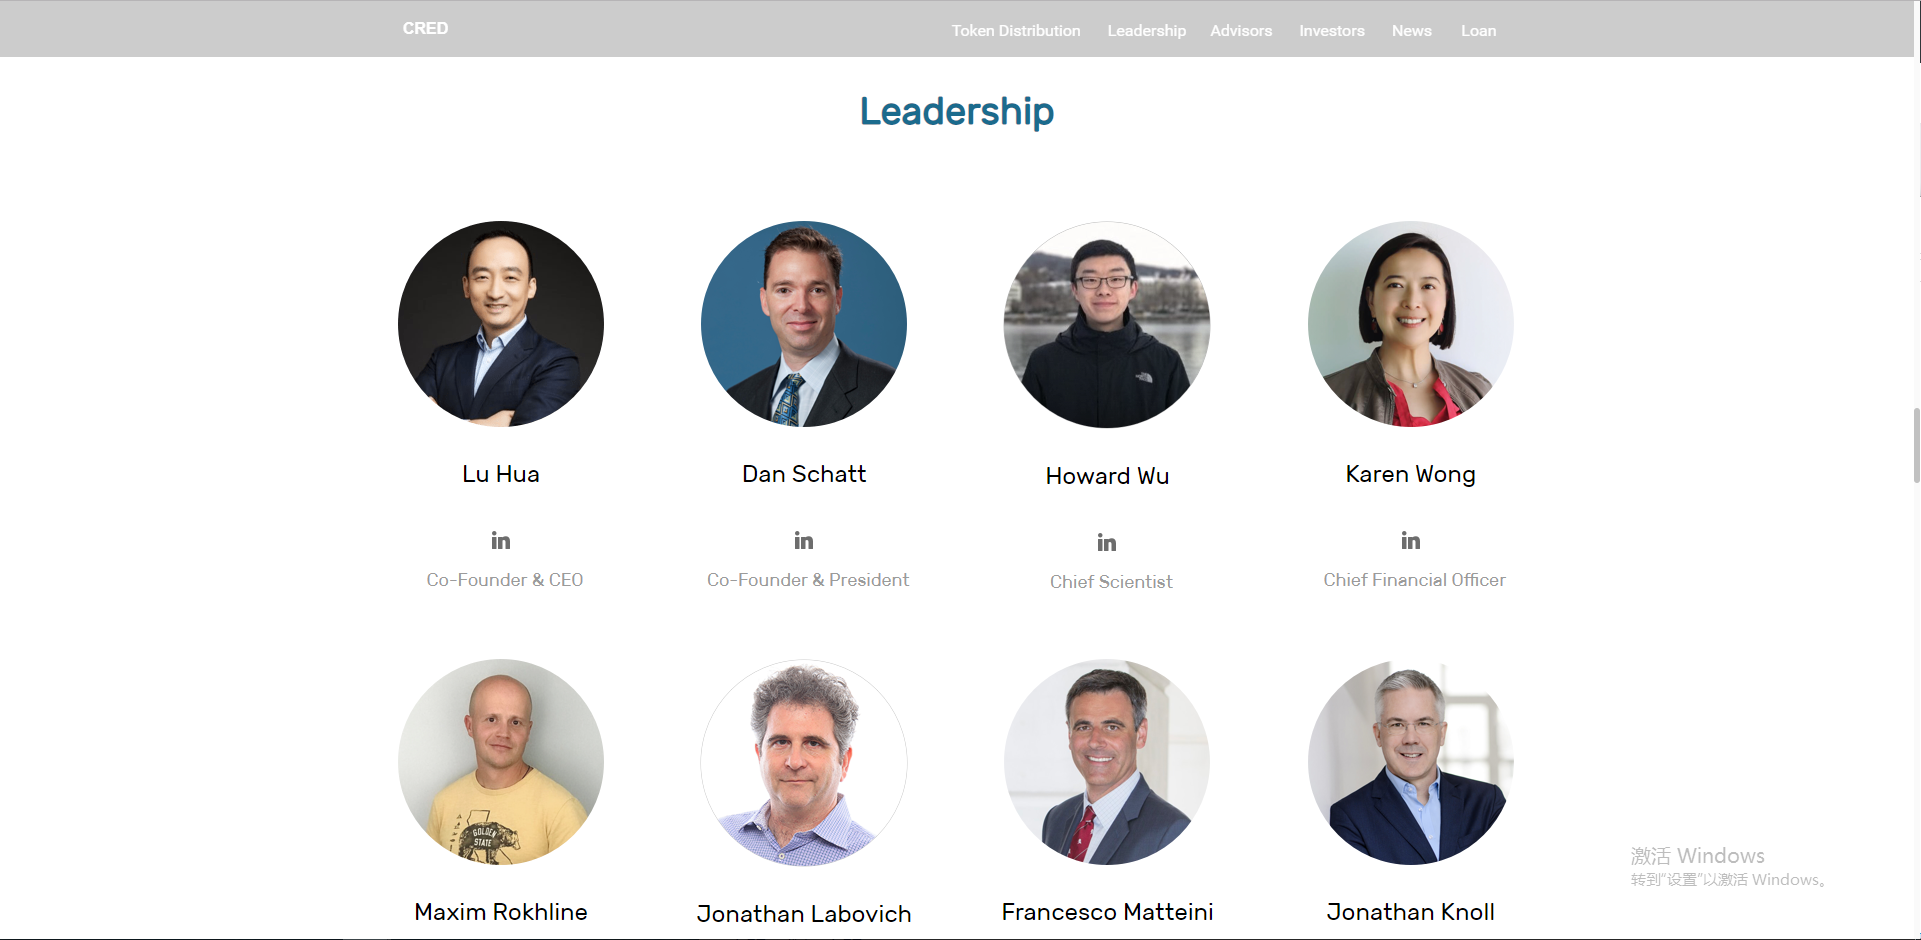 CRED
Token Distribution Leadership Advisors Investors News Loan
Leadership
Lu Hua
Dan Schatt
Howard Wu
Karen Wong
in
in
in
in
Co-Founder & CEO
Co-Founder & President
Chief Scientist
Chief Financial Officer
GOLDEN
STATE
Maxim Rokhline
Jonathan Labovich
Francesco Matteini
Jonathan Knoll
激活 Windows
转到“设置”以激活 Windows。